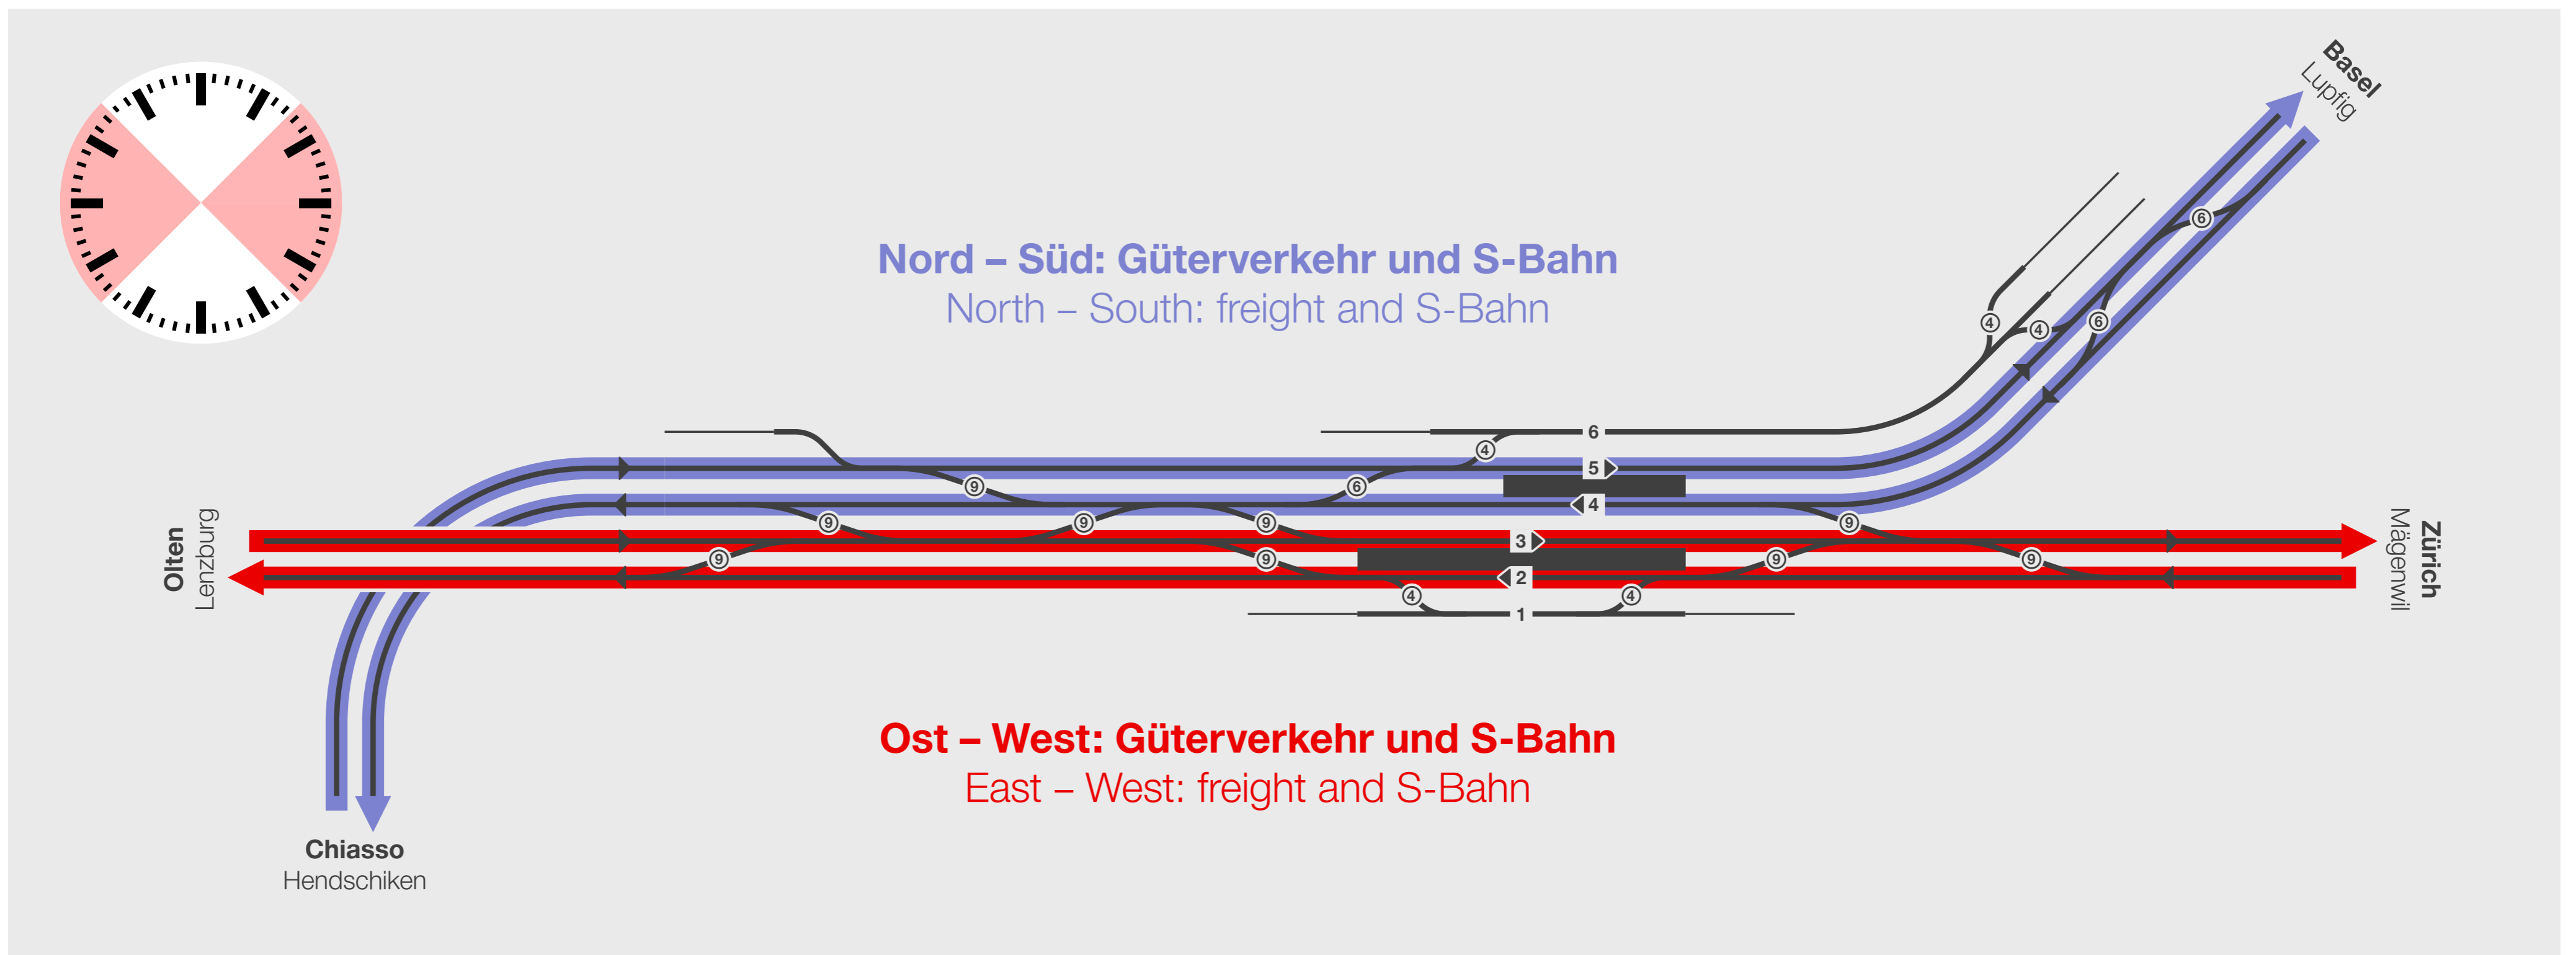 Basel
Lupfig
6
4
4
6
Nord – Süd: Güterverkehr und S-Bahn
North – South: freight and S-Bahn
6
4
5
9
6
4
9
9
9
9
3
9
9
9
9
2
4
4
1
Olten
Lenzburg
Zürich
Mägenwil
Ost – West: Güterverkehr und S-Bahn
East – West: freight and S-Bahn
Chiasso
Hendschiken